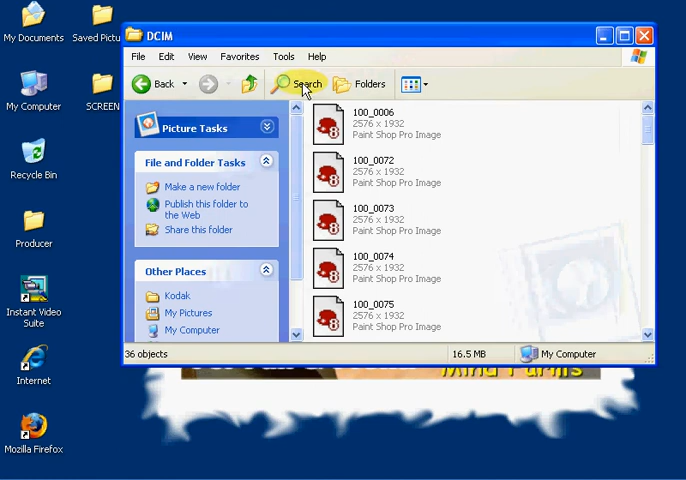 My Documents
Saved Pictu
My Computer
SCREEN
Recycle Bin
Producer
Instant Video
Suite
Internet
Mozilla Firefox
DCIM
File Edit View Favorites Tools Help
Back Search Folders
Picture Tasks
File and Folder Tasks
Make a new folder
Publish this folder to
the Web
Share this folder
Other Places
Kodak
My Pictures
My Computer
100_0006
2576 x 1932
Paint Shop Pro Image
100_0072
2576 x 1932
Paint Shop Pro Image
100_0073
2576 x 1932
Paint Shop Pro Image
100_0074
2576 x 1932
Paint Shop Pro Image
100_0075
2576 x 1932
Paint Shop Pro Image
36 objects 16.5 MB My Computer